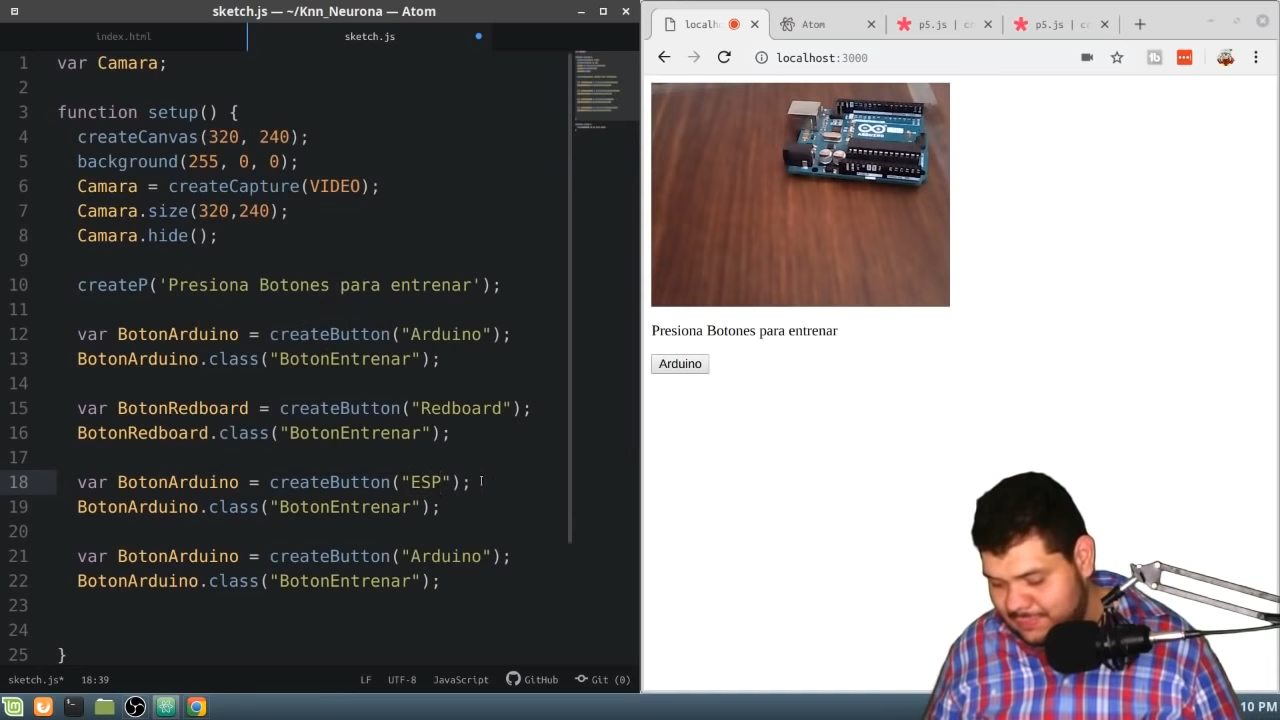 sketch.js — ~/Knn_Neurona — Atom
index.html
sketch.js
1 var Camara;
2
3 function setup() {
4 createCanvas(320, 240);
5 background(255, 0, 0);
6 Camara = createCapture(VIDEO);
7 Camara.size(320,240);
8 Camara.hide();
9
10 createP('Presiona Botones para entrenar');
11
12 var BotonArduino = createButton("Arduino");
13 BotonArduino.class("BotonEntrenar");
14
15 var BotonRedboard = createButton("Redboard");
16 BotonRedboard.class("BotonEntrenar");
17
18 var BotonArduino = createButton("ESP");
19 BotonArduino.class("BotonEntrenar");
20
21 var BotonArduino = createButton("Arduino");
22 BotonArduino.class("BotonEntrenar");
23
24
25 }
sketch.js* 18:39 LF UTF-8 JavaScript GitHub Git (0)
localh
Atom
p5.js | cr
p5.js | cr
localhost:3000
Presiona Botones para entrenar
Arduino
10 PM